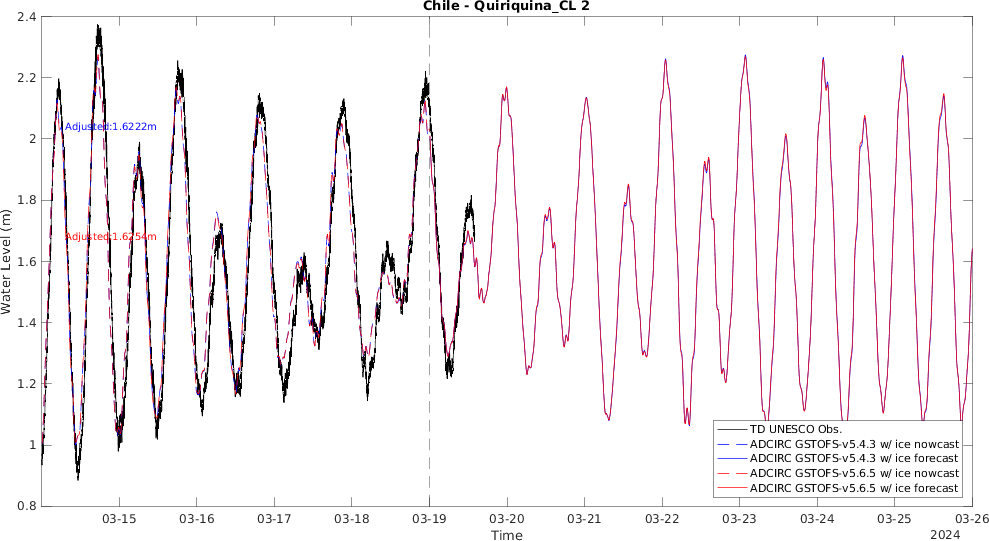 Chile - Quiriquina_CL 2
2.4
2.2
2
1.8
1.6
1.4
1.2
1
0.8
Water Level (m)
Adjusted:1.6222m
Adjusted:1.6254m
TD UNESCO Obs.
ADCIRC GSTOFS-v5.4.3 w/ ice nowcast
ADCIRC GSTOFS-v5.4.3 w/ ice forecast
ADCIRC GSTOFS-v5.6.5 w/ ice nowcast
ADCIRC GSTOFS-v5.6.5 w/ ice forecast
03-15 03-16 03-17 03-18 03-19 03-20 03-21 03-22 03-23 03-24 03-25 03-26
Time
2024